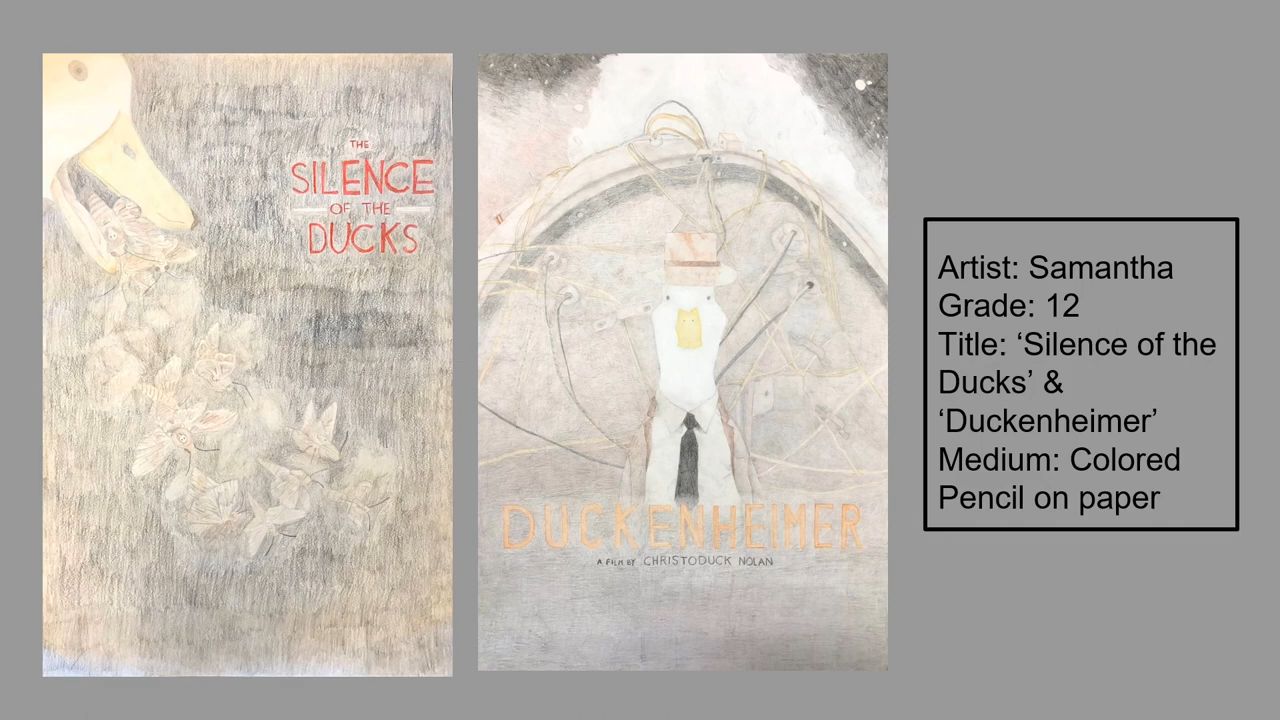 THE
SILENCE
OF THE
DUCKS
DUCKENHEIMER
A FILM BY CHRISTODUCK NOLAN
Artist: Samantha
Grade: 12
Title: ‘Silence of the
Ducks’ &
‘Duckenheimer’
Medium: Colored
Pencil on paper